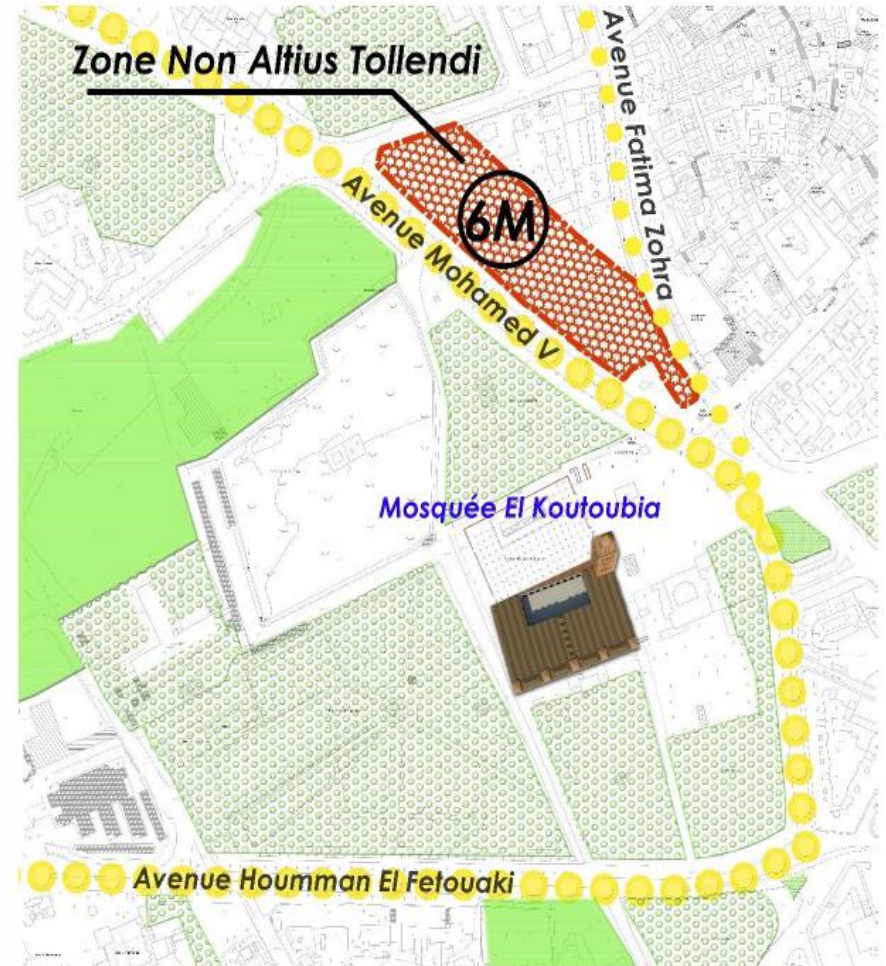 Zone Non Altius Tollendi
Avenue Fatima Zohra
6M
Avenue Mohamed V
Mosquée El Koutoubia
Avenue Houmman El Fetouaki